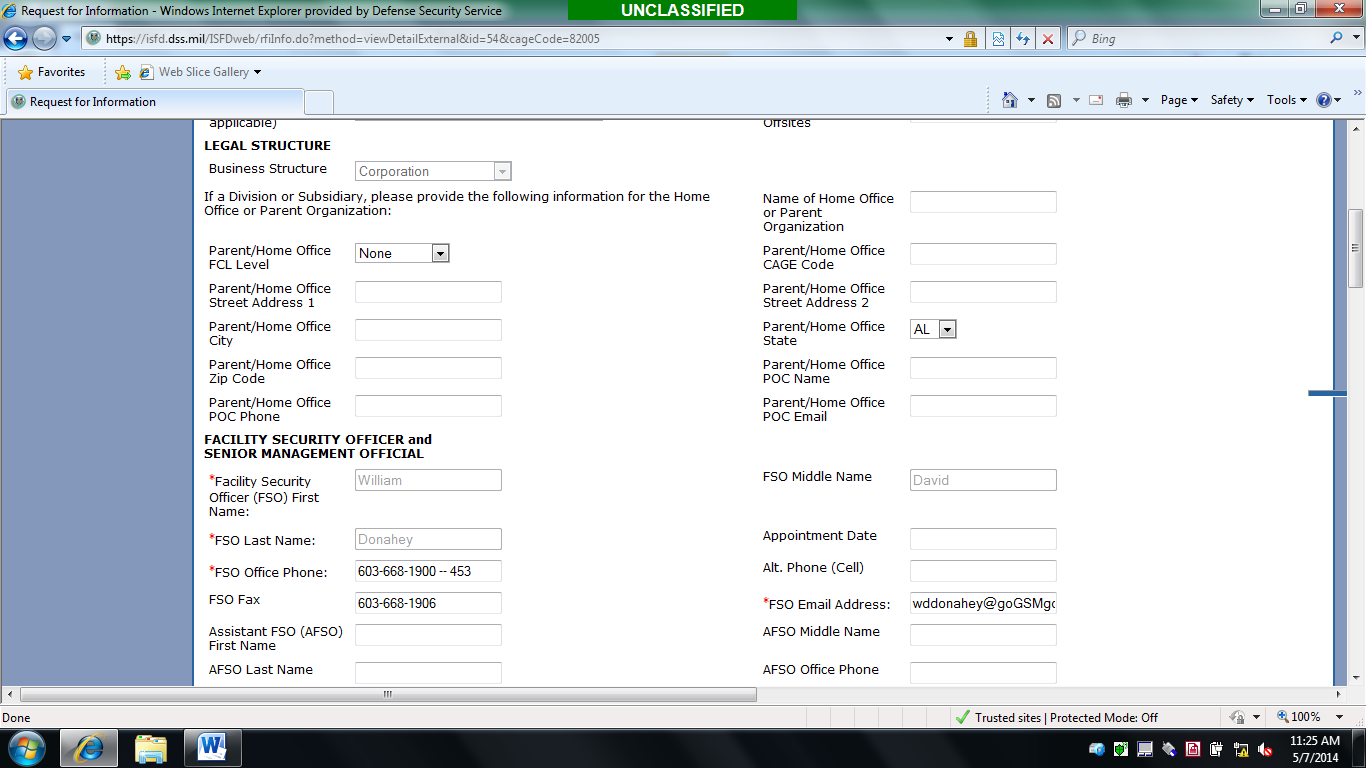 Request for Information - Windows Internet Explorer provided by Defense Security Service
UNCLASSIFIED
https://isfd.dss.mil/ISFDweb/rfiInfo.do?method=viewDetailExternal&id=54&cageCode=82005
Bing
Favorites
Web Slice Gallery
Request for Information
Page
Safety
Tools
applicable)
Offsites
LEGAL STRUCTURE
Business Structure
Corporation
If a Division or Subsidiary, please provide the following information for the Home
Office or Parent Organization:
Name of Home Office
or Parent
Organization
Parent/Home Office
FCL Level
None
Parent/Home Office
CAGE Code
Parent/Home Office
Street Address 1
Parent/Home Office
Street Address 2
Parent/Home Office
City
Parent/Home Office
State
AL
Parent/Home Office
Zip Code
Parent/Home Office
POC Name
Parent/Home Office
POC Phone
Parent/Home Office
POC Email
FACILITY SECURITY OFFICER and
SENIOR MANAGEMENT OFFICIAL
*Facility Security
Officer (FSO) First
Name:
William
FSO Middle Name
David
*FSO Last Name:
Donahey
Appointment Date
*FSO Office Phone:
603-668-1900 -- 453
Alt. Phone (Cell)
FSO Fax
603-668-1906
*FSO Email Address:
wddonahey@goGSMgo
Assistant FSO (AFSO)
First Name
AFSO Middle Name
AFSO Last Name
AFSO Office Phone
Done
Trusted sites | Protected Mode: Off
100%
11:25 AM
5/7/2014